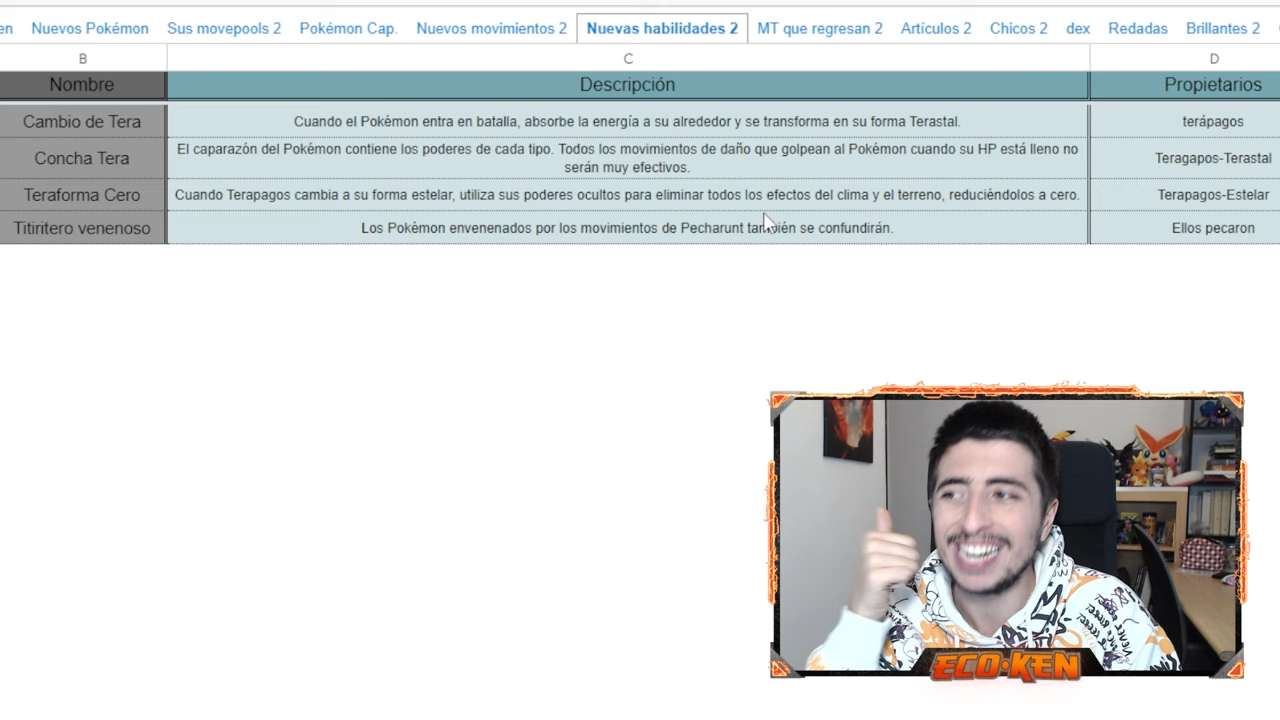 en Nuevos Pokémon Sus movepools 2 Pokémon Cap. Nuevos movimientos 2 Nuevas habilidades 2 MT que regresan 2 Artículos 2 Chicos 2 dex Redadas Brillantes 2
B C D
Nombre Descripción Propietarios
Cambio de Tera Cuando el Pokémon entra en batalla, absorbe la energía a su alrededor y se transforma en su forma Terastal. terápagos
Concha Tera El caparazón del Pokémon contiene los poderes de cada tipo. Todos los movimientos de daño que golpean al Pokémon cuando su HP está lleno no Teragapos-Terastal
serán muy efectivos.
Teraforma Cero Cuando Terapagos cambia a su forma estelar, utiliza sus poderes ocultos para eliminar todos los efectos del clima y el terreno, reduciéndolos a cero. Terapagos-Estelar
Titiritero venenoso Los Pokémon envenenados por los movimientos de Pecharunt también se confundirán. Ellos pecaron
ECO·KEN